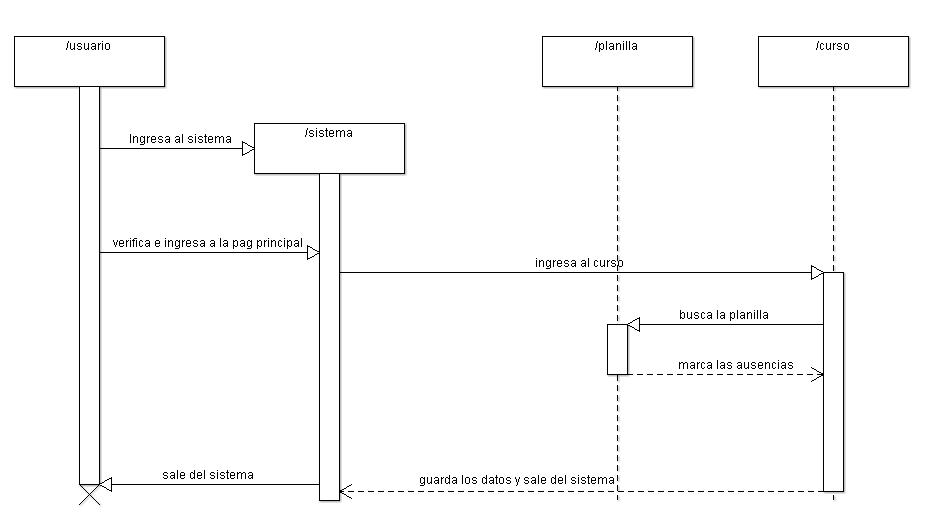 /usuario
/planilla
/curso
Ingresa al sistema
/sistema
verifica e ingresa a la pag principal
ingresa al curso
busca la planilla
marca las ausencias
sale del sistema
guarda los datos y sale del sistema